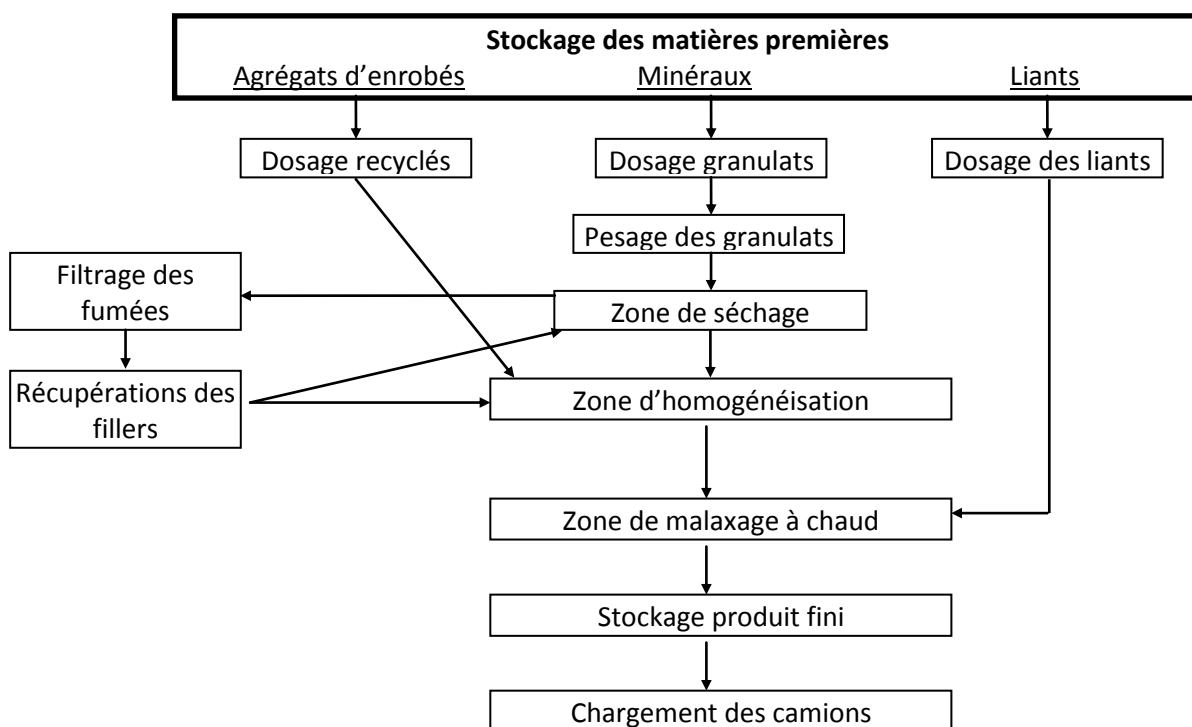 Stockage des matières premières
Agrégats d’enrobés Minéraux Liants
Dosage recyclés Dosage granulats Dosage des liants
Pesage des granulats
Filtrage des
fumées
Zone de séchage
Récupérations des
fillers
Zone d’homogénéisation
Zone de malaxage à chaud
Stockage produit fini
Chargement des camions